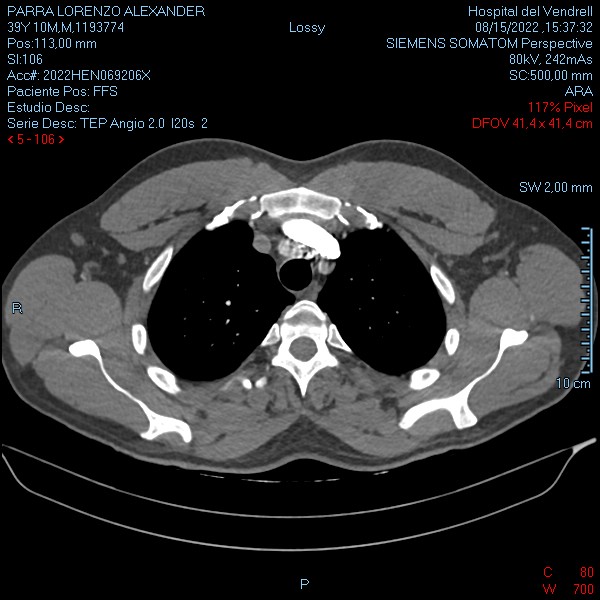 PARRA LORENZO ALEXANDER
39Y 10M,M,1193774
Pos:113,00 mm
SI:106
Acc#: 2022HEN069206X
Paciente Pos: FFS
Estudio Desc:
Serie Desc: TEP Angio 2.0 I20s 2
< 5 - 106 >
Lossy
Hospital del Vendrell
08/15/2022 ,15:37:32
SIEMENS SOMATOM Perspective
80kV, 242mAs
SC:500,00 mm
ARA
117% Pixel
DFOV 41,4 x 41,4 cm
SW 2,00 mm
R
10 cm
P
C 80
W 700